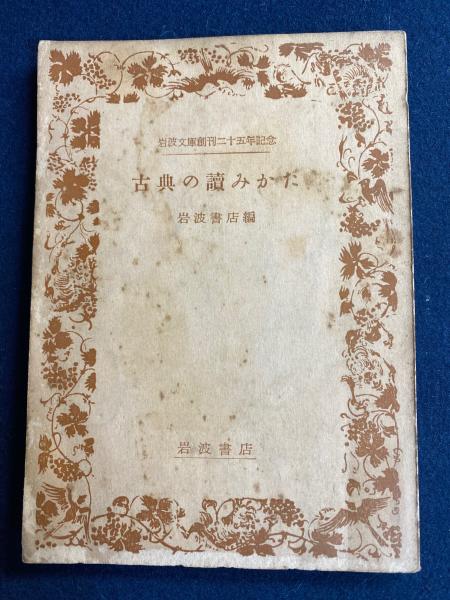 岩波文庫創刊二十五年記念
古典の讀みかた
岩波書店編
岩波書店